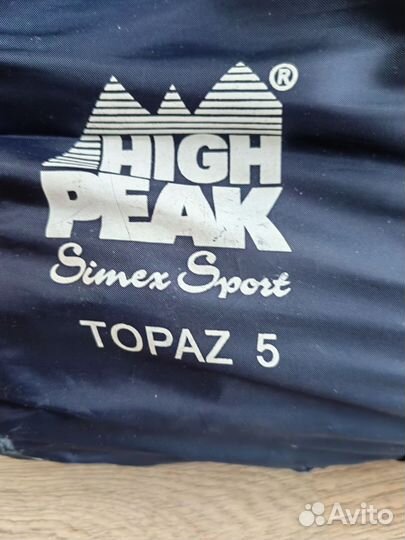 ®
HIGH
PEAK
Simex Sport
TOPAZ 5
Avito